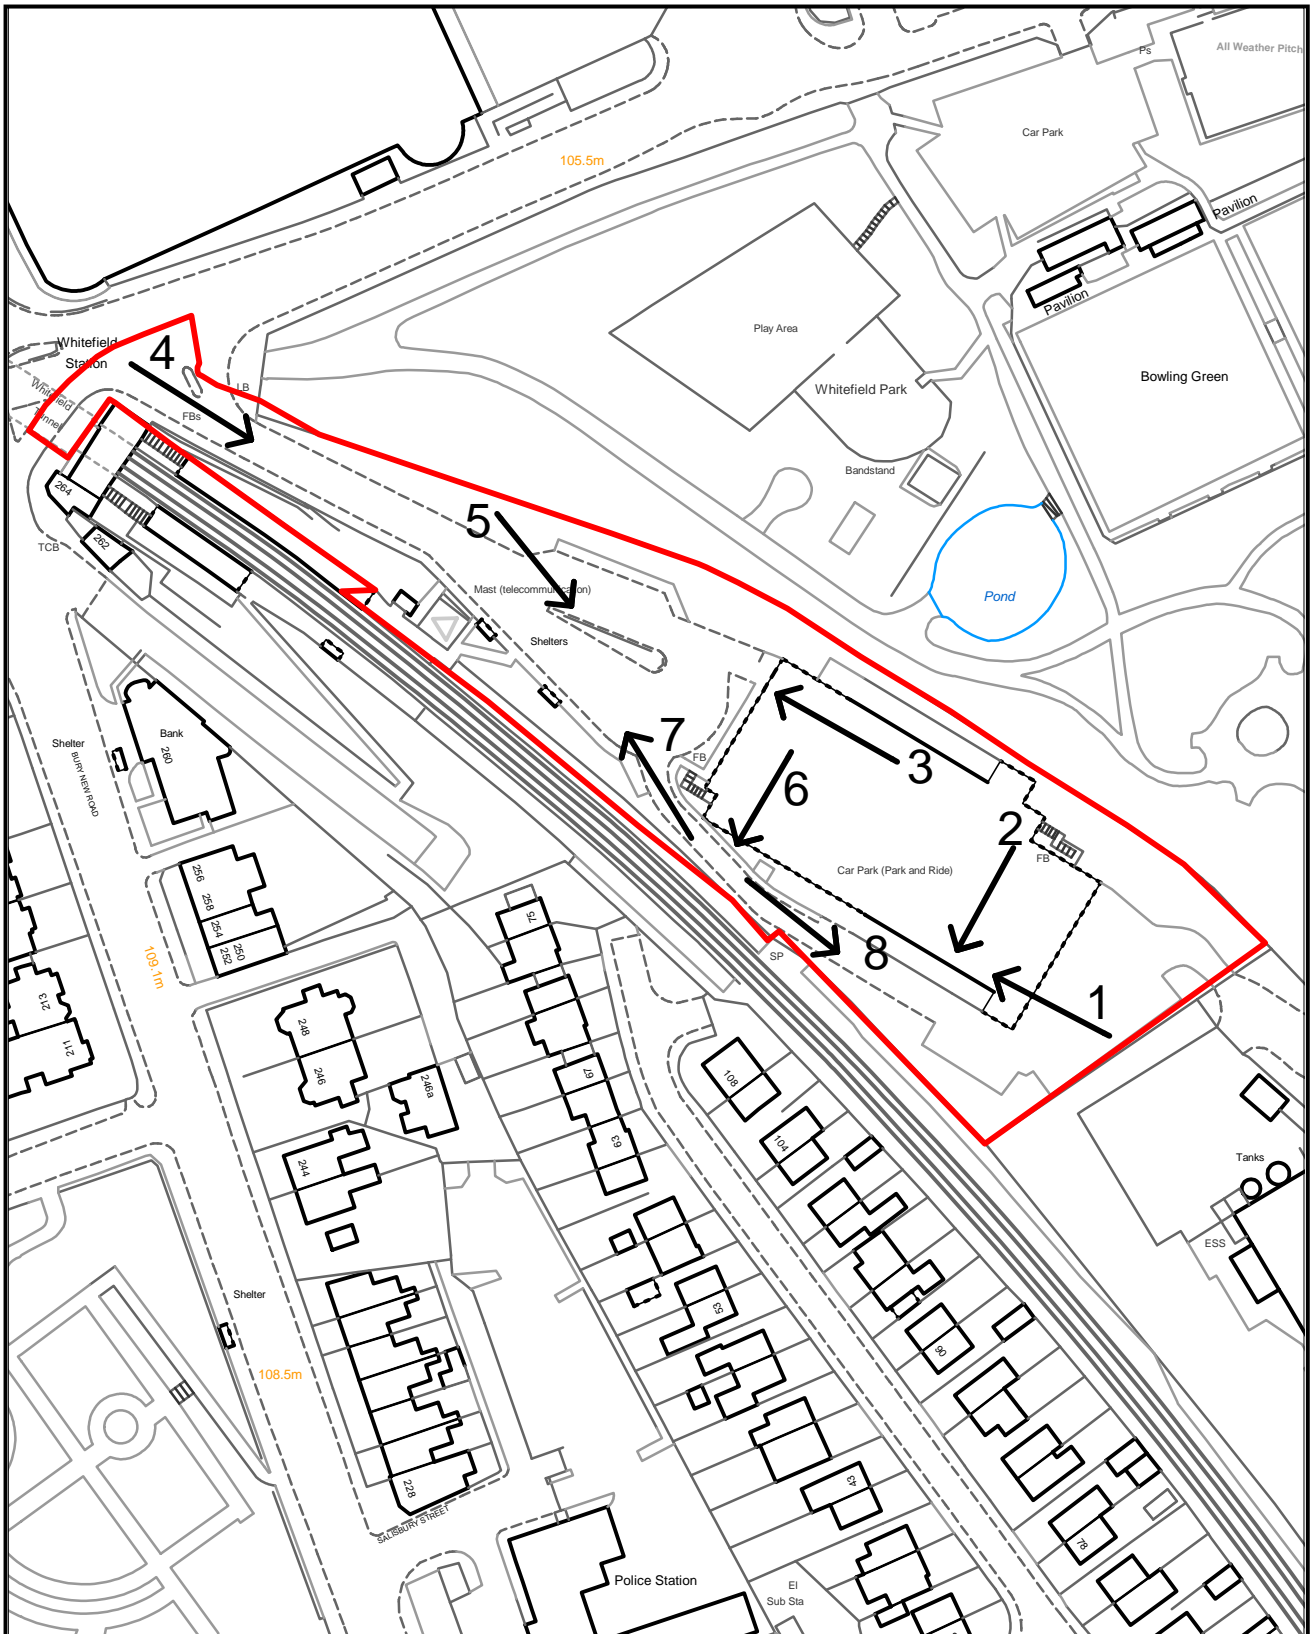 All Weather Pitch
Ps
Car Park
105.5m
Pavilion
Pavilion
Play Area
Whitefield
Station
4
Whitefield Park
Bowling Green
LB
Whitefield
Tunnel
FBs
Bandstand
264
5
262
TCB
Mast (telecommunication)
Pond
Shelters
Bank
260
Shelter
BURY NEW ROAD
7
FB
3
6
2
FB
Car Park (Park and Ride)
256
258
254
250
252
75
109.1m
SP
8
1
213
211
248
246
246a
67
108
63
104
244
Tanks
ESS
Shelter
53
90
108.5m
228
43
78
SALISBURY STREET
Police Station
El
Sub Sta